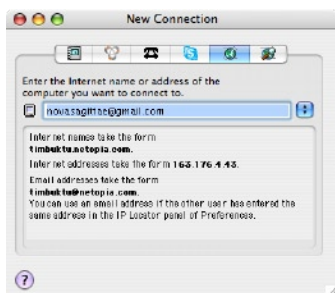 New Connection
Enter the Internet name or address of the
computer you want to connect to.
novasagittae@gmail.com
Internet names take the form
timbuktu.netopia.com.
Internet addresses take the form 163.176.4.43.
Email addresses take the form
timbuktu@netopia.com.
You can use an email address if the other user has entered the
same address in the IP Locator panel of Preferences.
?